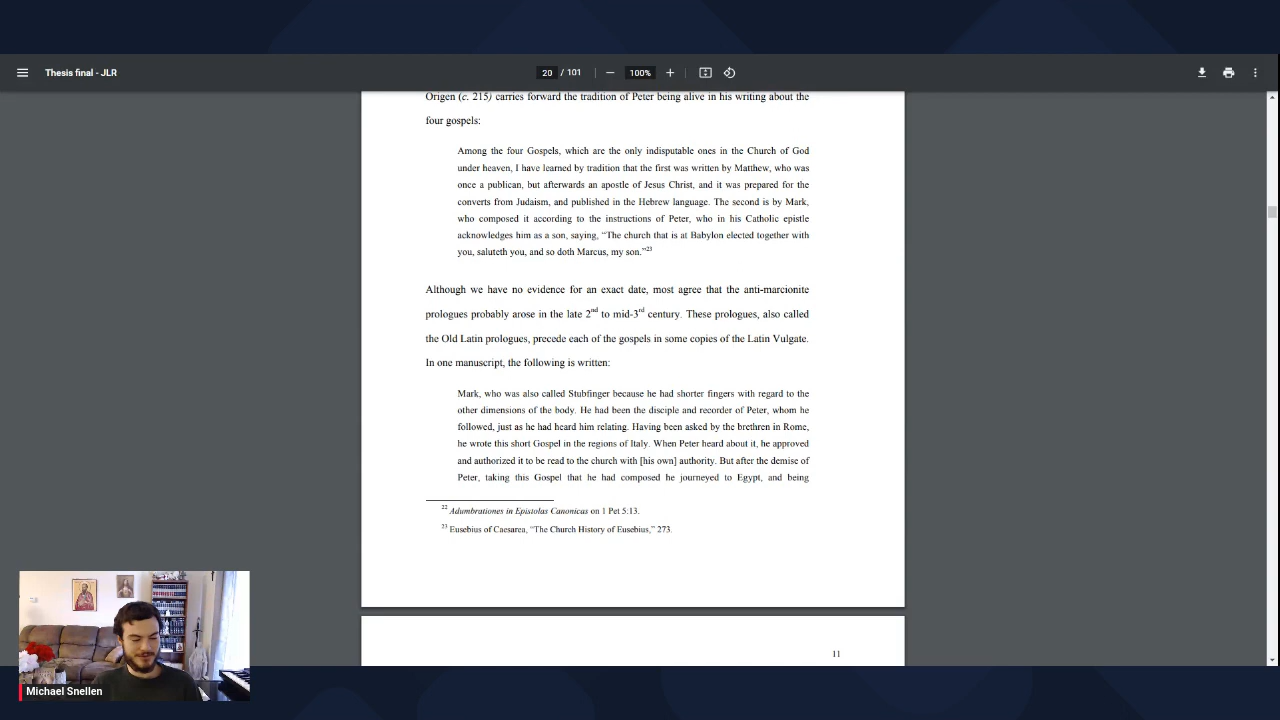 Thesis final - JLR
20 / 101
100%
Origen (c. 215) carries forward the tradition of Peter being alive in his writing about the
four gospels:
Among the four Gospels, which are the only indisputable ones in the Church of God
under heaven, I have learned by tradition that the first was written by Matthew, who was
once a publican, but afterwards an apostle of Jesus Christ, and it was prepared for the
converts from Judaism, and published in the Hebrew language. The second is by Mark,
who composed it according to the instructions of Peter, who in his Catholic epistle
acknowledges him as a son, saying, “The church that is at Babylon elected together with
you, saluteth you, and so doth Marcus, my son.”23
Although we have no evidence for an exact date, most agree that the anti-marcionite
prologues probably arose in the late 2nd to mid-3rd century. These prologues, also called
the Old Latin prologues, precede each of the gospels in some copies of the Latin Vulgate.
In one manuscript, the following is written:
Mark, who was also called Stubfinger because he had shorter fingers with regard to the
other dimensions of the body. He had been the disciple and recorder of Peter, whom he
followed, just as he had heard him relating. Having been asked by the brethren in Rome,
he wrote this short Gospel in the regions of Italy. When Peter heard about it, he approved
and authorized it to be read to the church with [his own] authority. But after the demise of
Peter, taking this Gospel that he had composed he journeyed to Egypt, and being
22 Adumbrationes in Epistolas Canonicas on 1 Pet 5:13.
23 Eusebius of Caesarea, “The Church History of Eusebius,” 273.
11
Michael Snellen